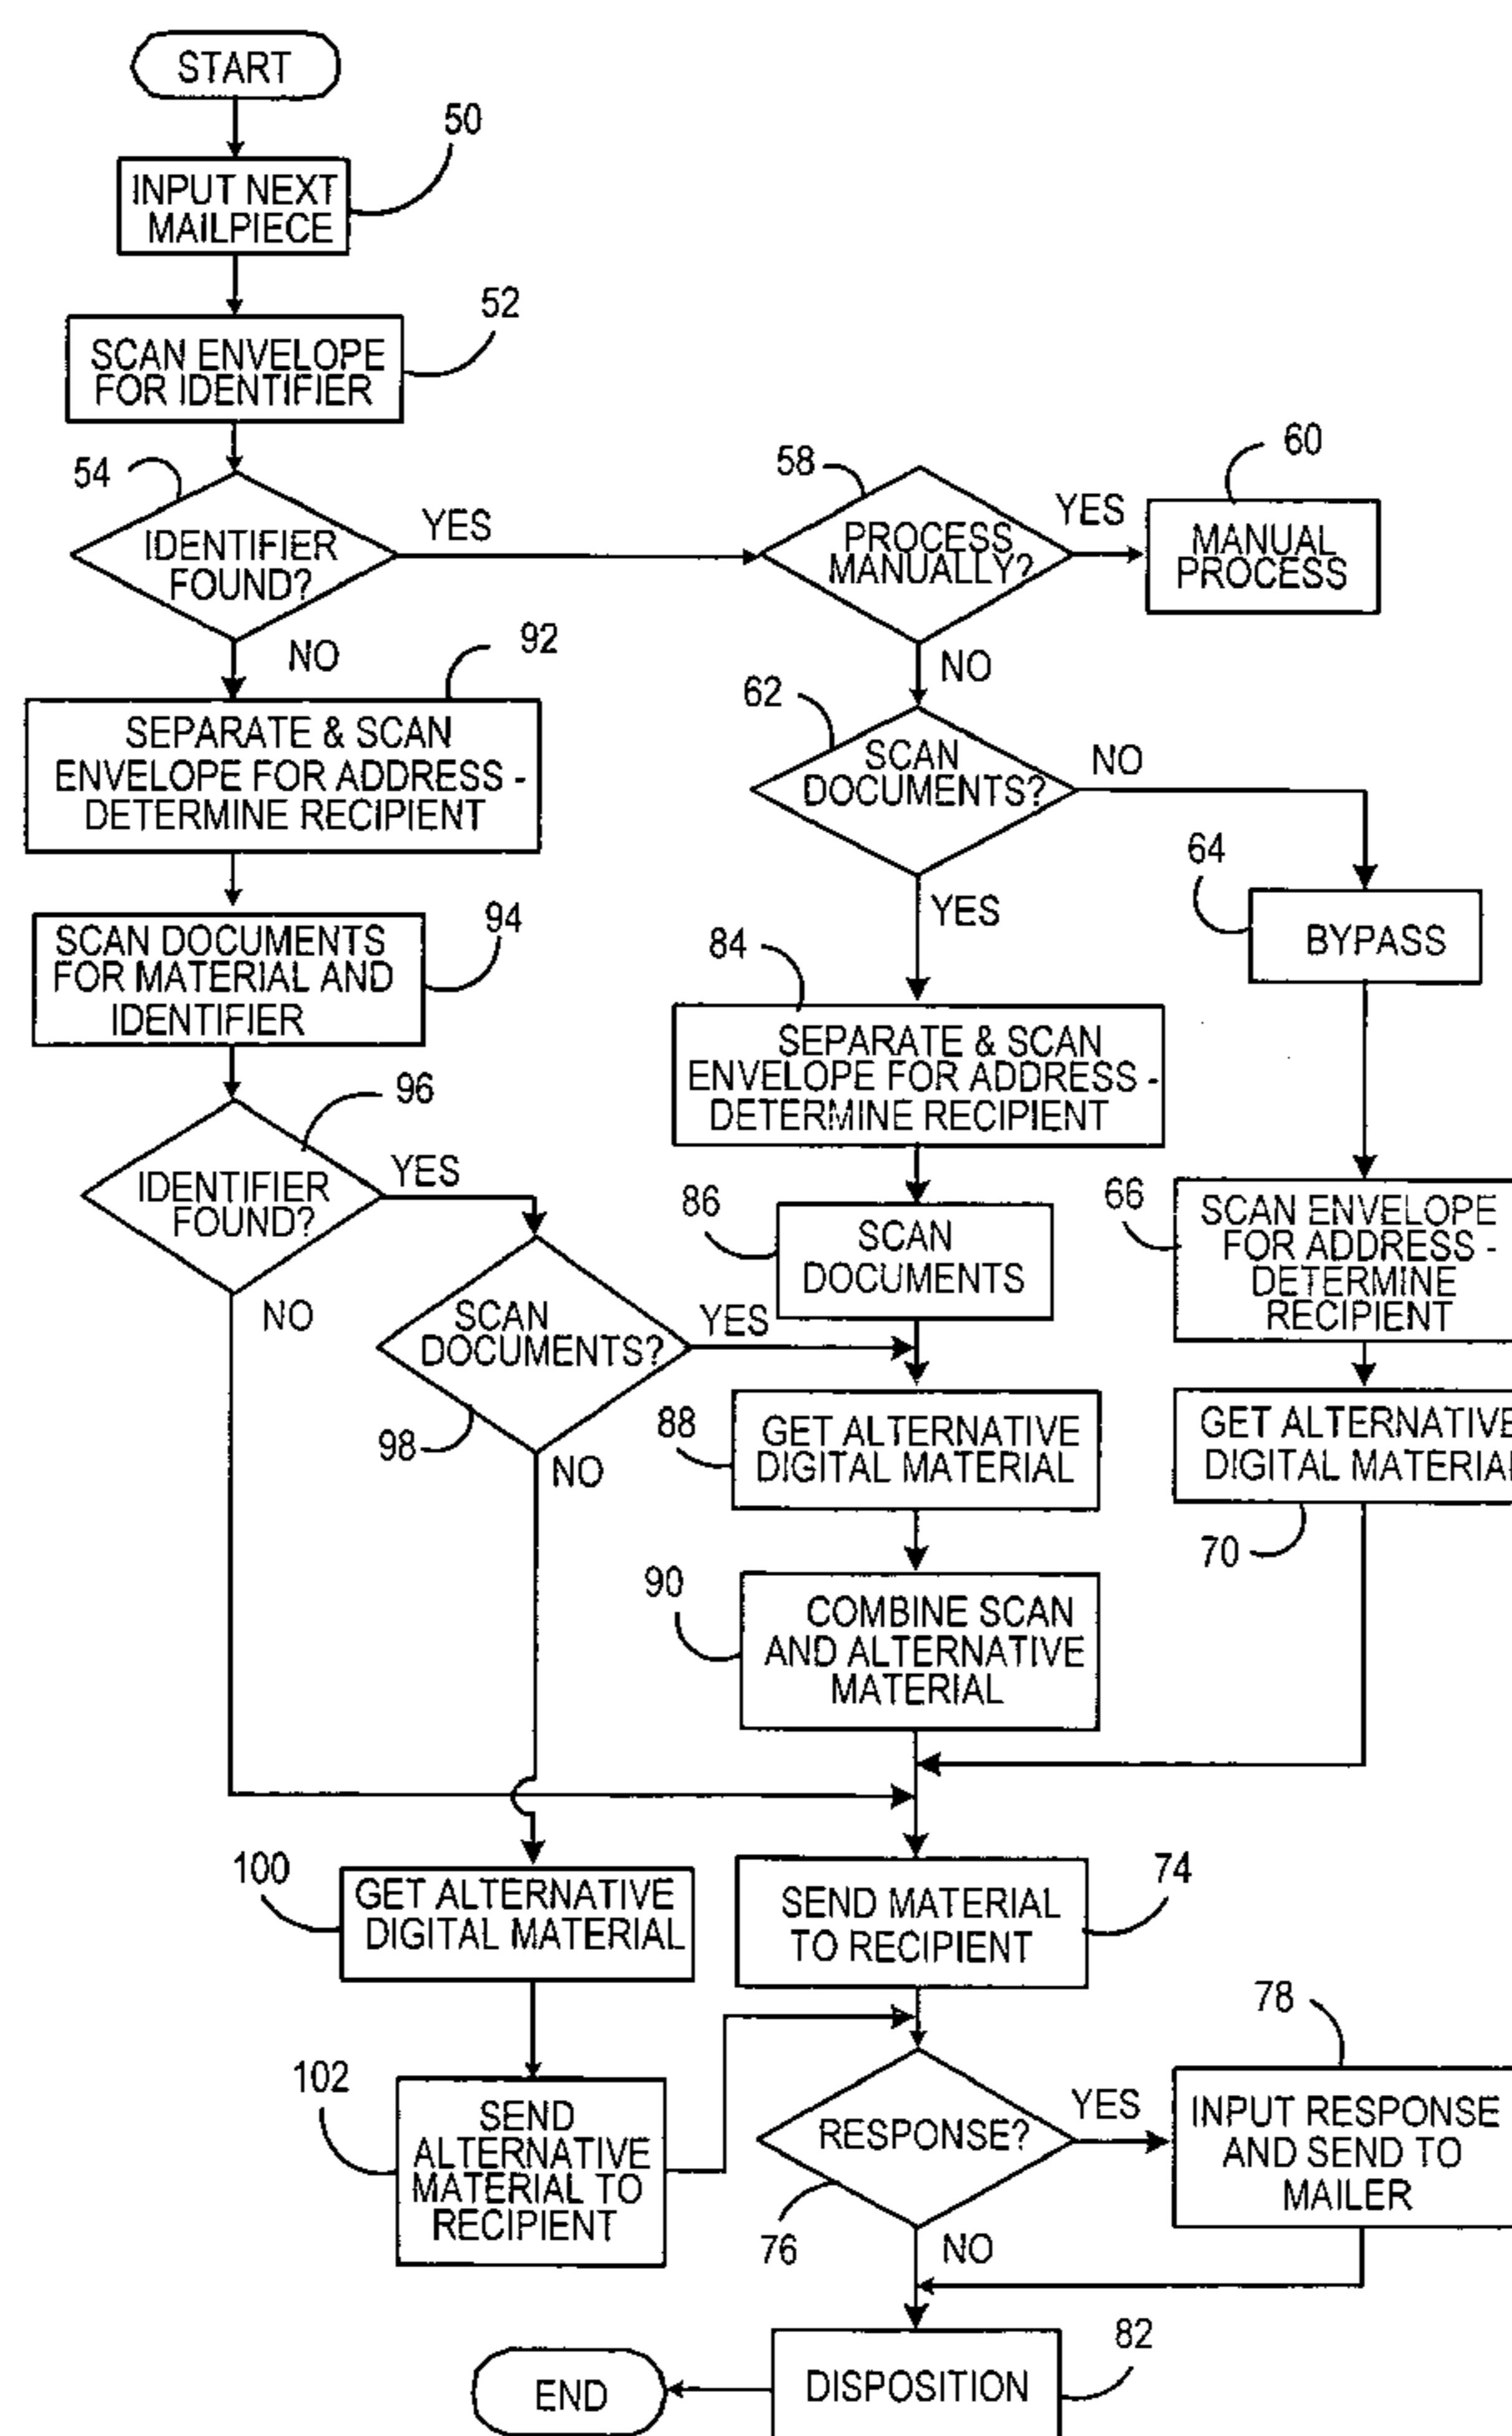 START
50
INPUT NEXT
MAILPIECE
52
SCAN ENVELOPE
FOR IDENTIFIER
54
IDENTIFIER
FOUND?
YES
58
PROCESS
MANUALLY?
YES
60
MANUAL
PROCESS
NO
92
SEPARATE & SCAN
ENVELOPE FOR ADDRESS -
DETERMINE RECIPIENT
NO
62
SCAN
DOCUMENTS?
NO
64
BYPASS
YES
94
SCAN DOCUMENTS
FOR MATERIAL AND
IDENTIFIER
84
SEPARATE & SCAN
ENVELOPE FOR ADDRESS -
DETERMINE RECIPIENT
96
IDENTIFIER
FOUND?
YES
NO
86
SCAN
DOCUMENTS
66
SCAN ENVELOPE
FOR ADDRESS -
DETERMINE
RECIPIENT
SCAN
DOCUMENTS?
YES
98
NO
88
GET ALTERNATIVE
DIGITAL MATERIAL
GET ALTERNATIVE
DIGITAL MATERIAL
70
90
COMBINE SCAN
AND ALTERNATIVE
MATERIAL
100
GET ALTERNATIVE
DIGITAL MATERIAL
74
SEND MATERIAL
TO RECIPIENT
102
SEND
ALTERNATIVE
MATERIAL TO
RECIPIENT
RESPONSE?
76
YES
78
INPUT RESPONSE
AND SEND TO
MAILER
NO
82
DISPOSITION
END